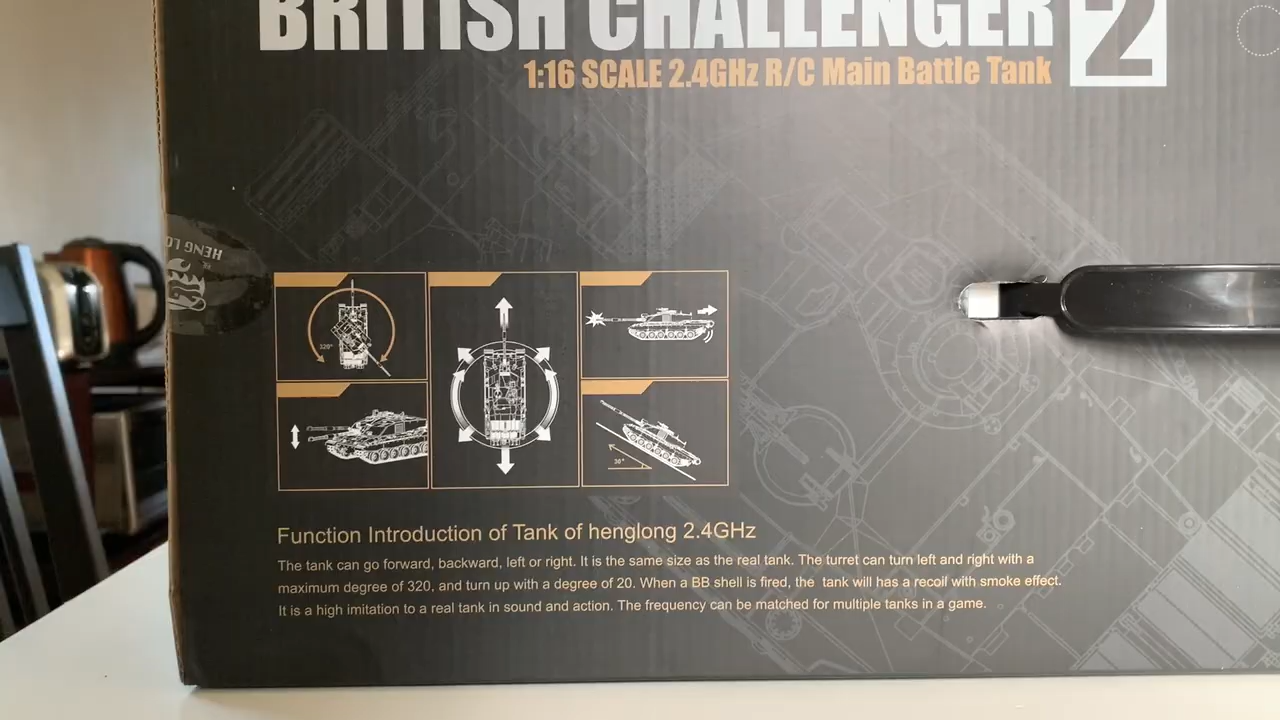 BRITISH CHALLENGER 2
1:16 SCALE 2.4GHz R/C Main Battle Tank
HENG LO
320°
30°
Function Introduction of Tank of henglong 2.4GHz
The tank can go forward, backward, left or right. It is the same size as the real tank. The turret can turn left and right with a
maximum degree of 320, and turn up with a degree of 20. When a BB shell is fired, the tank will has a recoil with smoke effect.
It is a high imitation to a real tank in sound and action. The frequency can be matched for multiple tanks in a game.